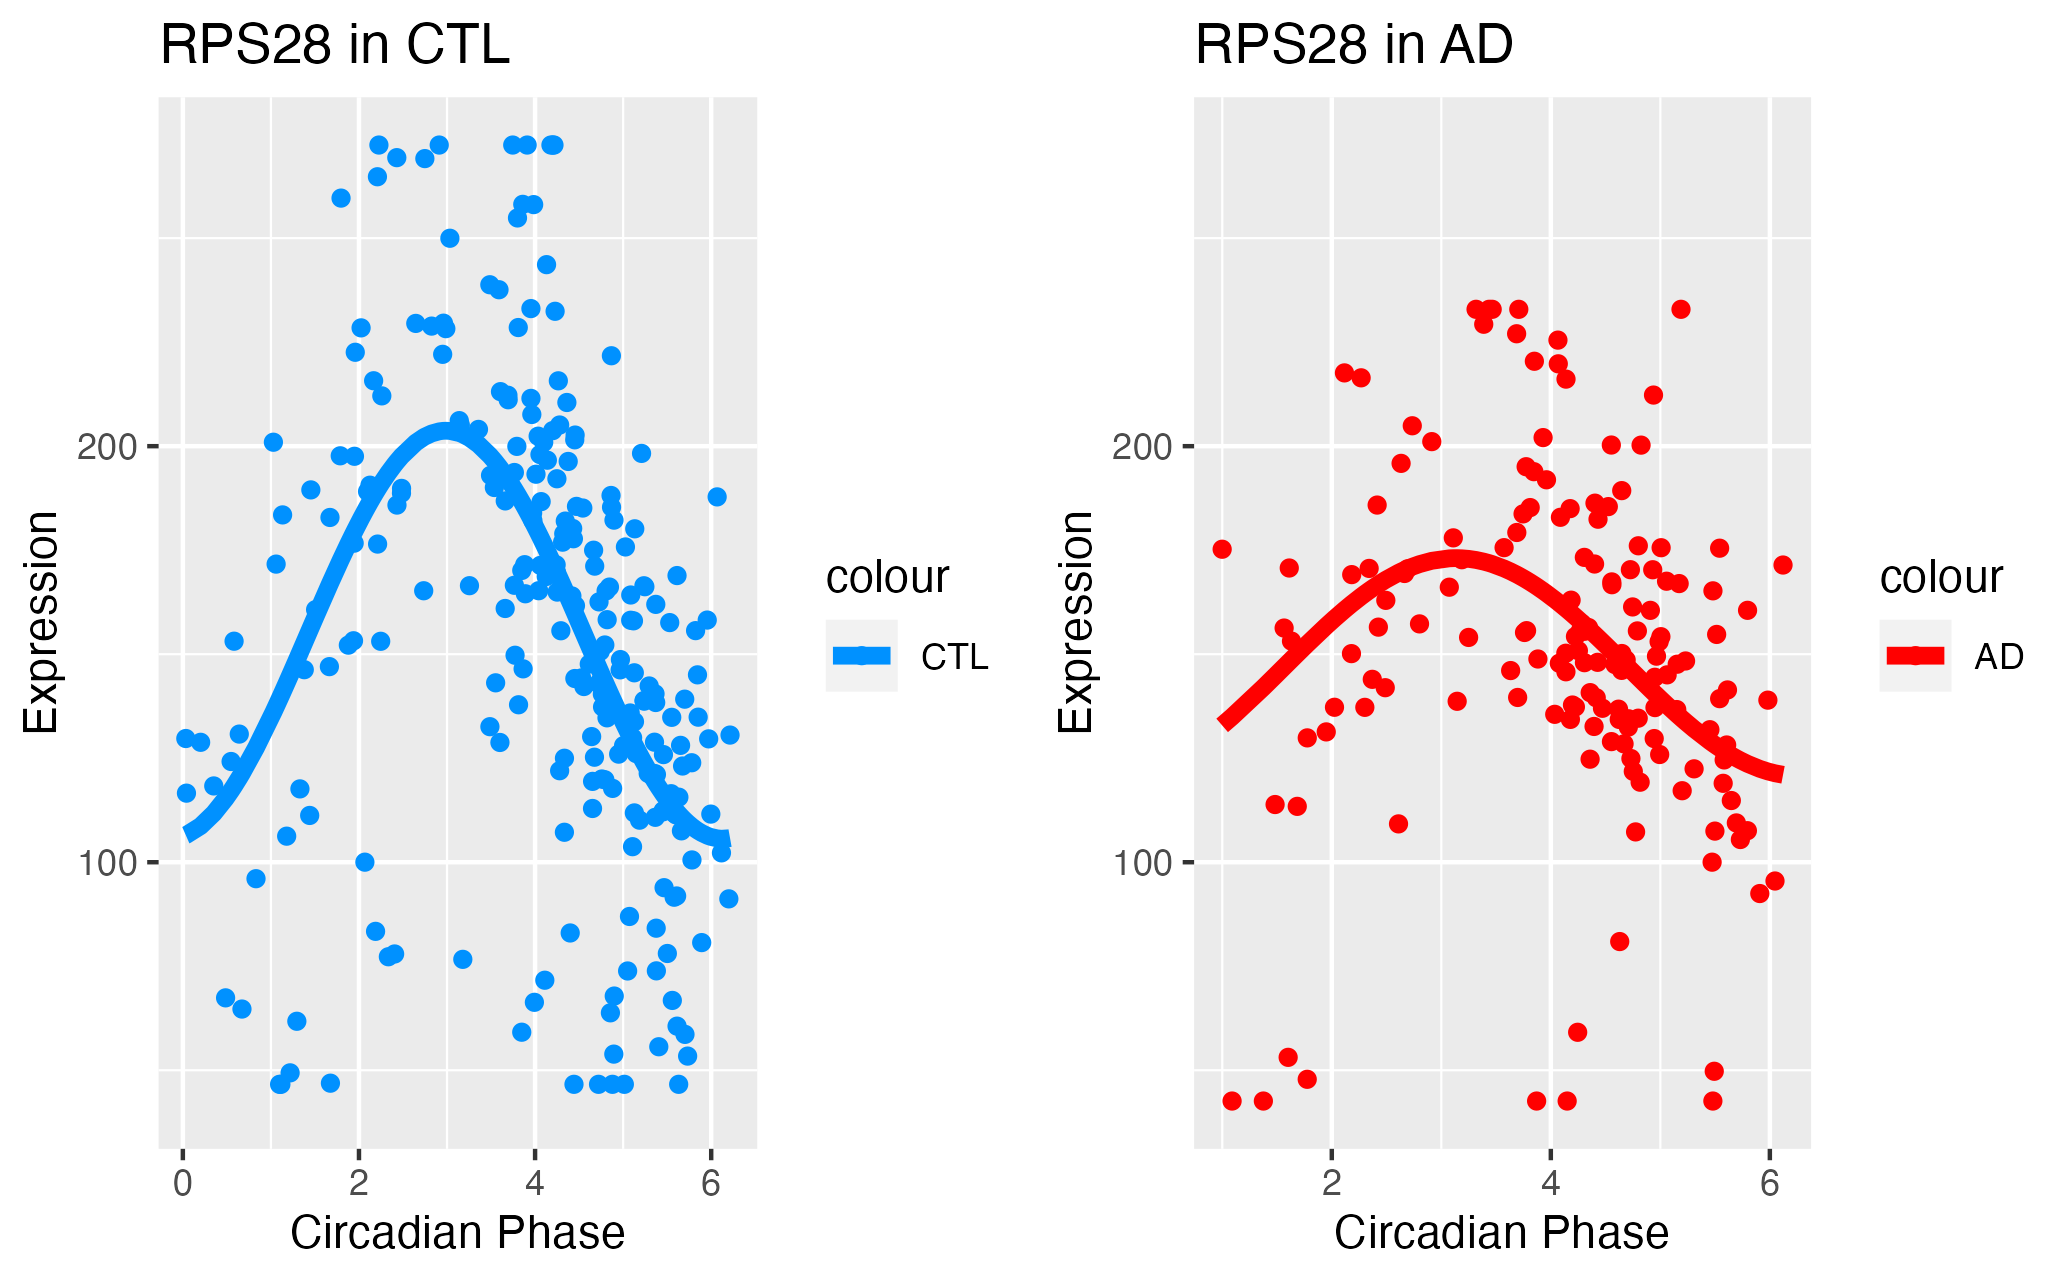 RPS28 in CTL
Expression
200
100
0 2 4 6
Circadian Phase
colour
CTL
RPS28 in AD
Expression
200
100
2 4 6
Circadian Phase
colour
AD